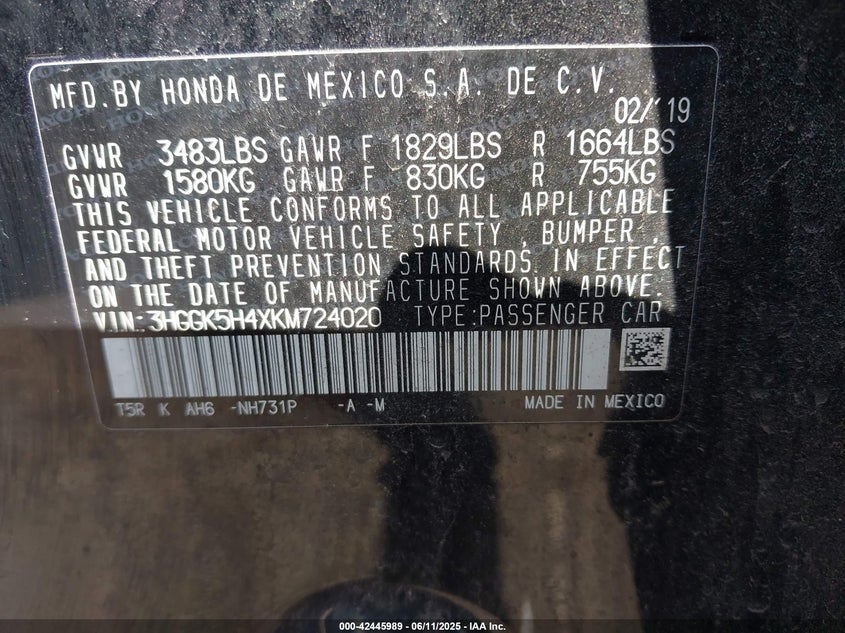 MFD.BY HONDA DE MEXICO S.A. DE C.V.
02/'19
GVWR 3483LBS GAWR F 1829LBS R 1664LBS
GVWR 1580KG GAWR F 830KG R 755KG
THIS VEHICLE CONFORMS TO ALL APPLICABLE
FEDERAL MOTOR VEHICLE SAFETY , BUMPER ,
AND THEFT PREVENTION STANDARDS IN EFFECT
ON THE DATE OF MANUFACTURE SHOWN ABOVE.
VIN:3HGGK5H4XKM724020 TYPE:PASSENGER CAR
T5R K AH6 -NH731P -A -M MADE IN MEXICO
000-42445989 - 06/11/2025 - IAA Inc.